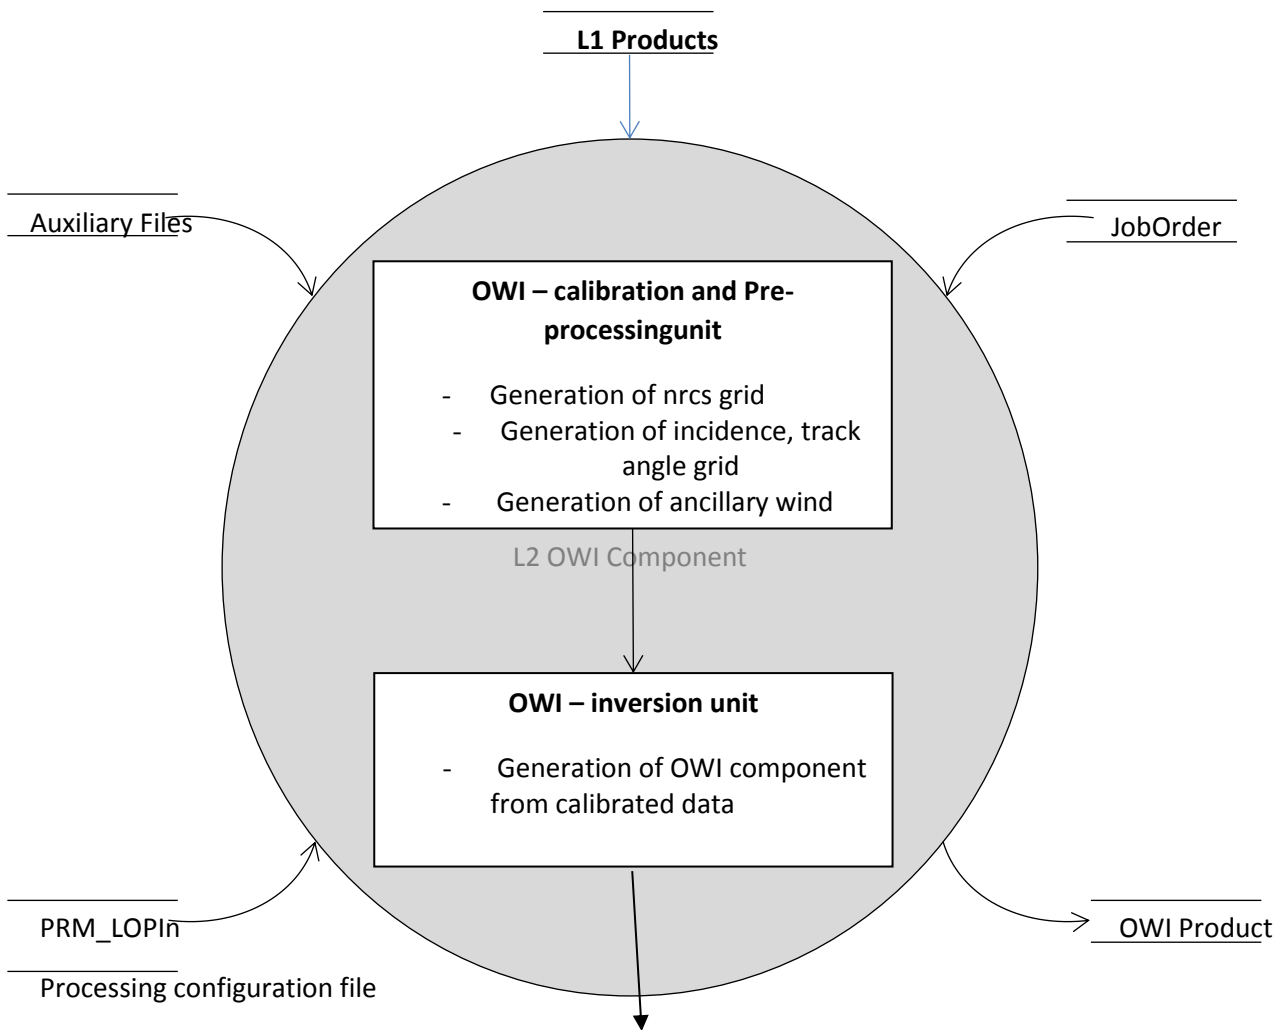 L1 Products
Auxiliary Files
JobOrder
OWI – calibration and Pre-
processingunit
- Generation of nrcs grid
- Generation of incidence, track
angle grid
- Generation of ancillary wind
L2 OWI Component
OWI – inversion unit
- Generation of OWI component
from calibrated data
PRM_LOPIn
OWI Product
Processing configuration file